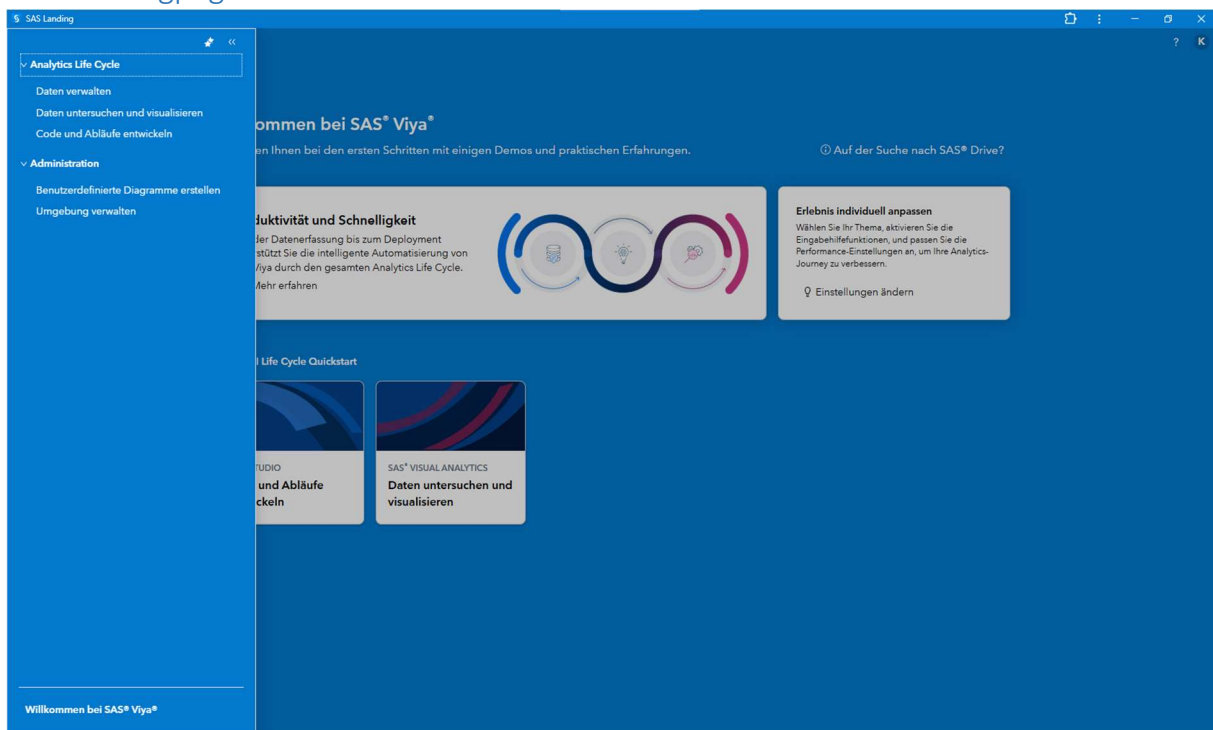 SAS Landing
? K
Analytics Life Cycle
Daten verwalten
Daten untersuchen und visualisieren
Code und Abläufe entwickeln
Administration
Benutzerdefinierte Diagramme erstellen
Umgebung verwalten
Willkommen bei SAS® Viya®
ommen bei SAS® Viya®
en Ihnen bei den ersten Schritten mit einigen Demos und praktischen Erfahrungen.
Auf der Suche nach SAS® Drive?
duktivität und Schnelligkeit
der Datenerfassung bis zum Deployment
rstützt Sie die intelligente Automatisierung von
Viya durch den gesamten Analytics Life Cycle.
Mehr erfahren
Erlebnis individuell anpassen
Wählen Sie Ihr Thema, aktivieren Sie die
Eingabehilfefunktionen, und passen Sie die
Performance-Einstellungen an, um Ihre Analytics-
Journey zu verbessern.
Einstellungen ändern
I Life Cycle Quickstart
TUDIO
und Abläufe
ckeln
SAS® VISUAL ANALYTICS
Daten untersuchen und
visualisieren